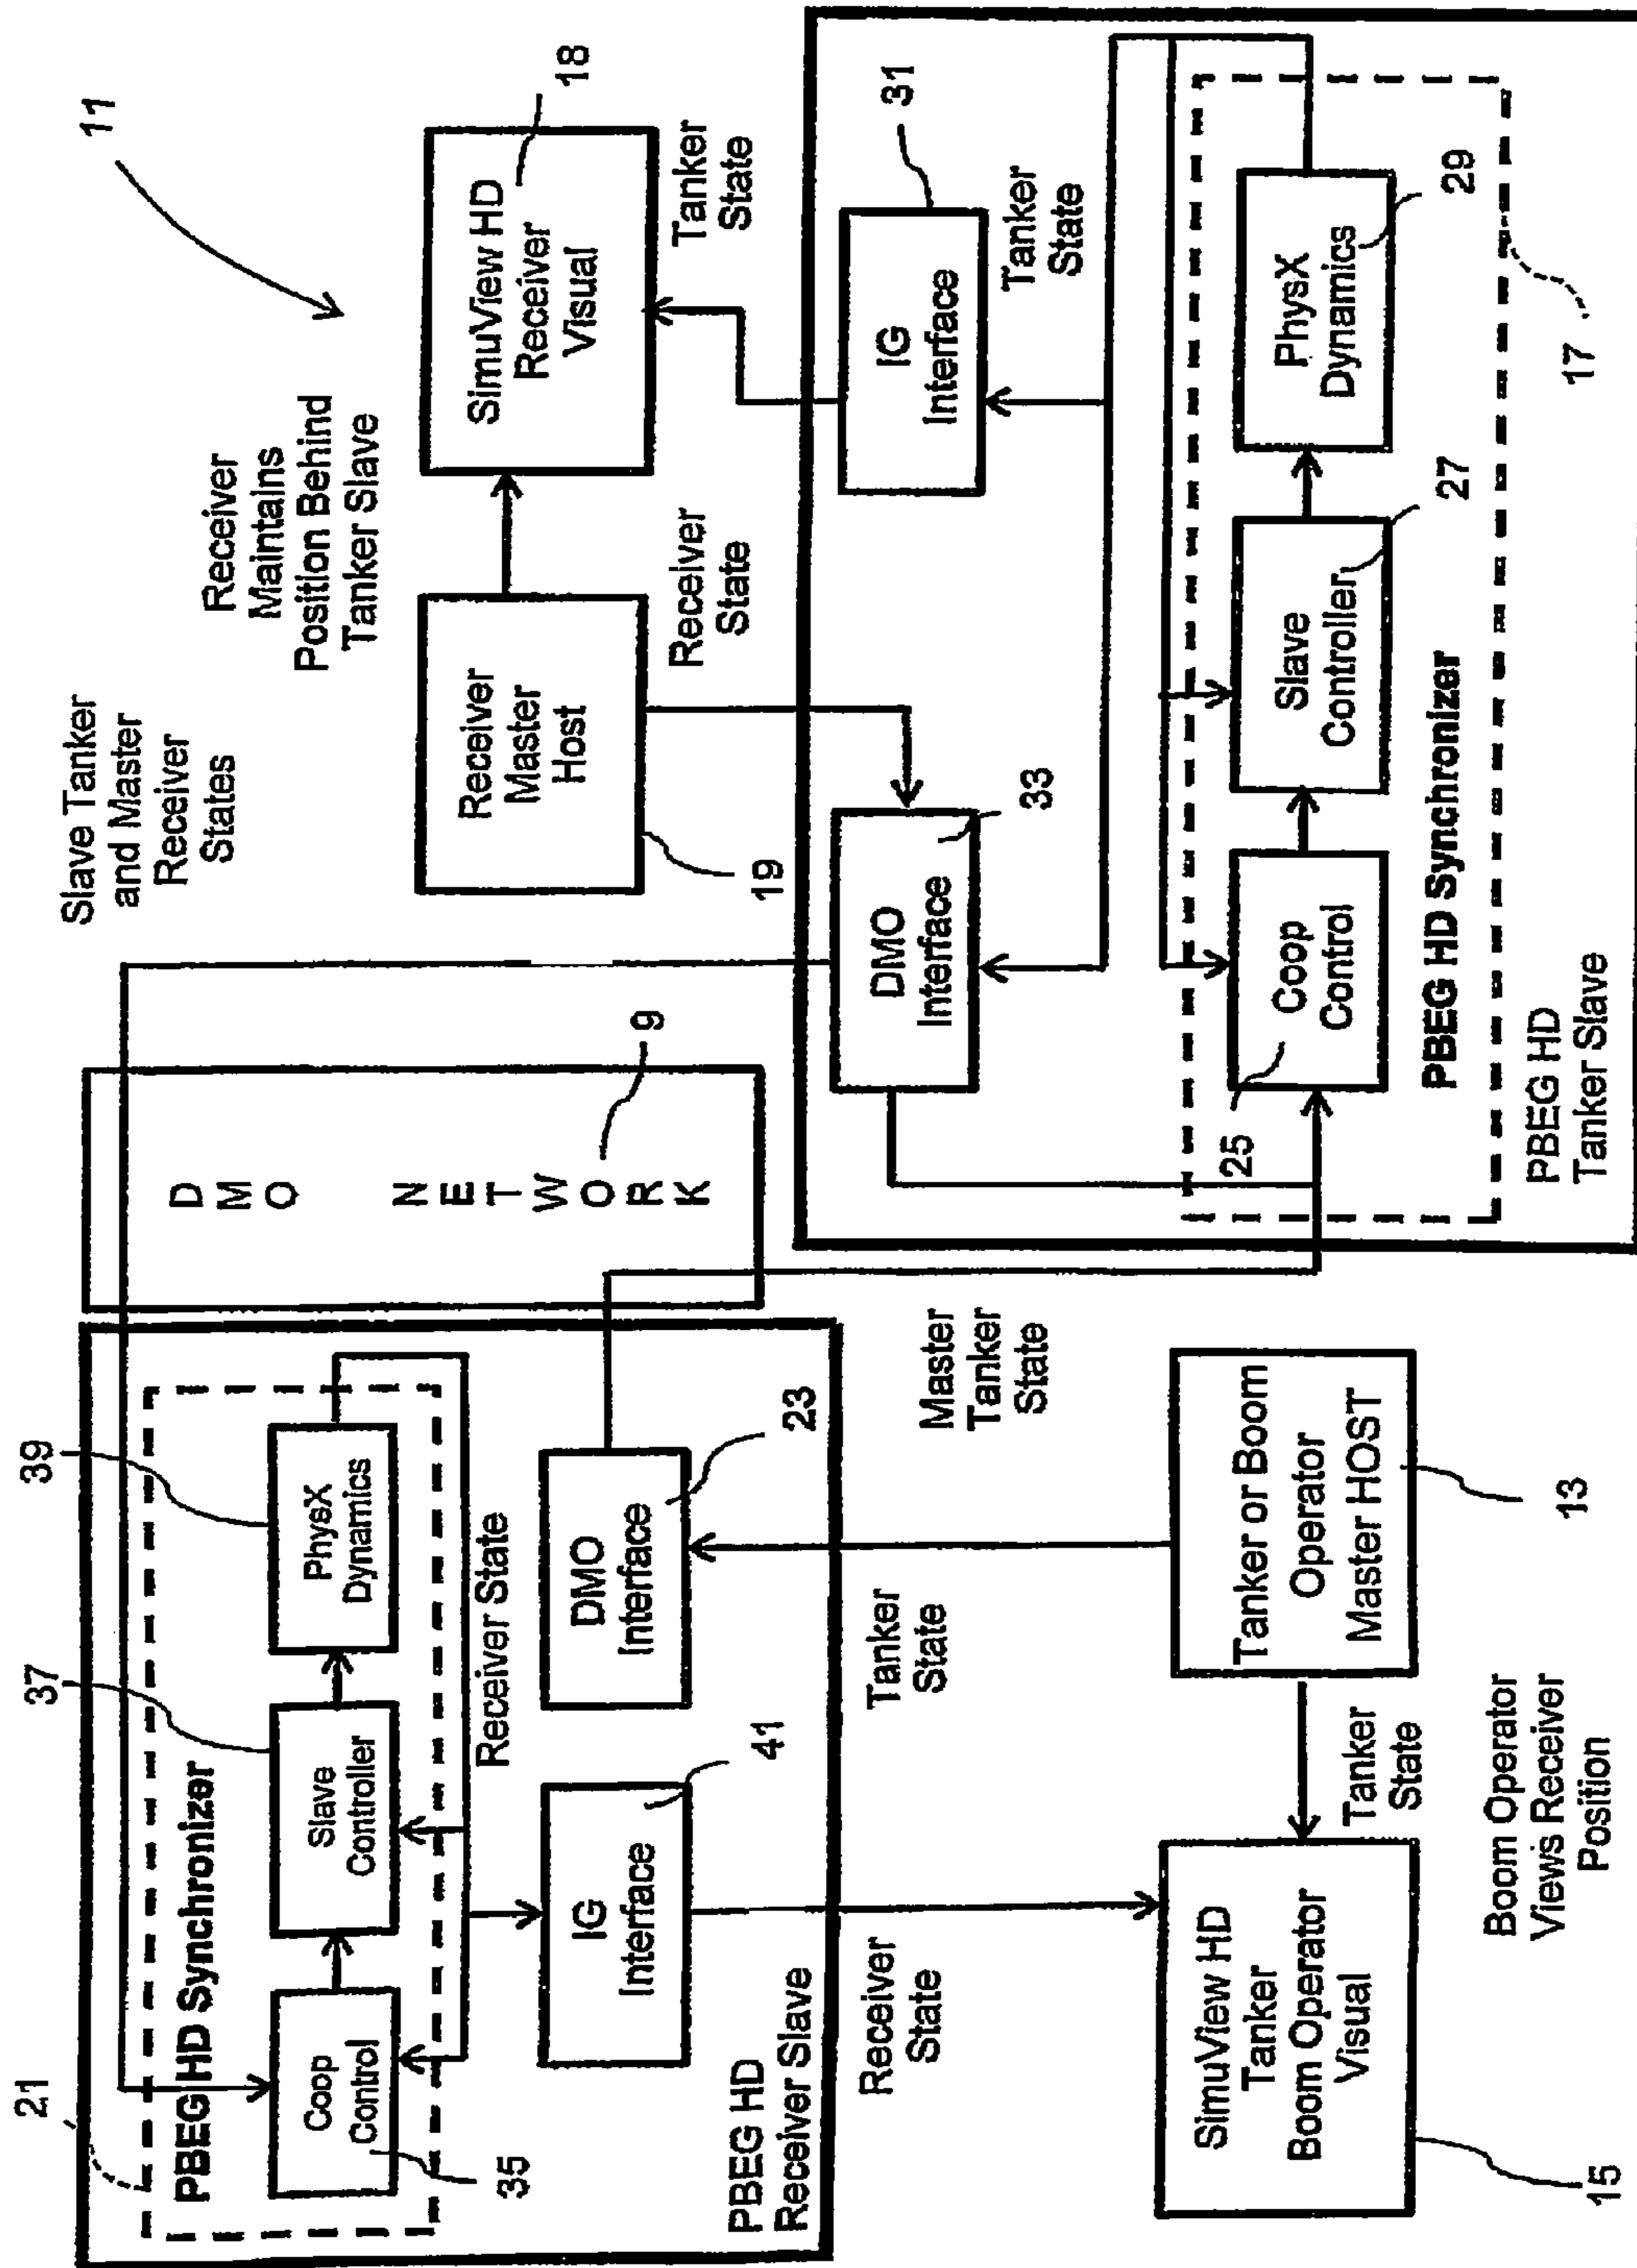 21
37
39
PBEG HD Synchronizer
Coop
Control
Slave
Controller
PhysX
Dynamics
35
Receiver State
IG
Interface
41
DMO
Interface
23
PBEG HD
Receiver Slave
Receiver
State
Tanker
State
Master
Tanker
State
SimuView HD
Tanker
Boom Operator
Visual
15
Tanker
State
Tanker or Boom
Operator
Master HOST
13
Boom Operator
Views Receiver
Position
DMO
NETWORK
9
Slave Tanker
and Master
Receiver
States
Receiver
Maintains
Position Behind
Tanker Slave
11
Receiver
Master
Host
19
Receiver
State
SimuView HD
Receiver
Visual
18
Tanker
State
DMO
Interface
33
IG
Interface
31
Tanker
State
25
Coop
Control
Slave
Controller
27
PhysX
Dynamics
29
PBEG HD Synchronizer
17
PBEG HD
Tanker Slave